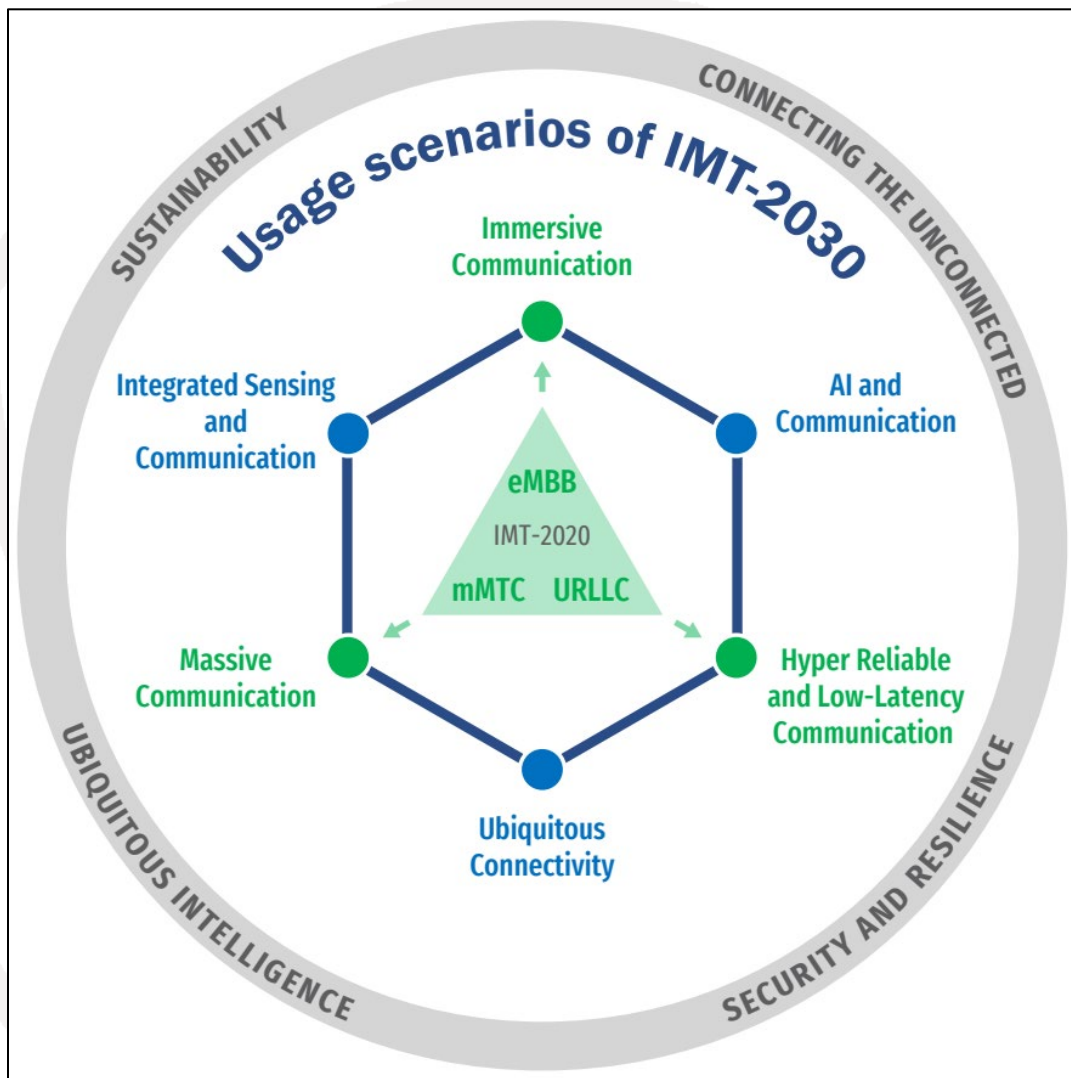 SUSTAINABILITY
CONNECTING THE UNCONNECTED
Usage scenarios of IMT-2030
Immersive
Communication
Integrated Sensing
and
Communication
AI and
Communication
eMBB
IMT-2020
mMTC URLLC
Massive
Communication
Hyper Reliable
and Low-Latency
Communication
Ubiquitous
Connectivity
UBIQUITOUS INTELLIGENCE
SECURITY AND RESILIENCE